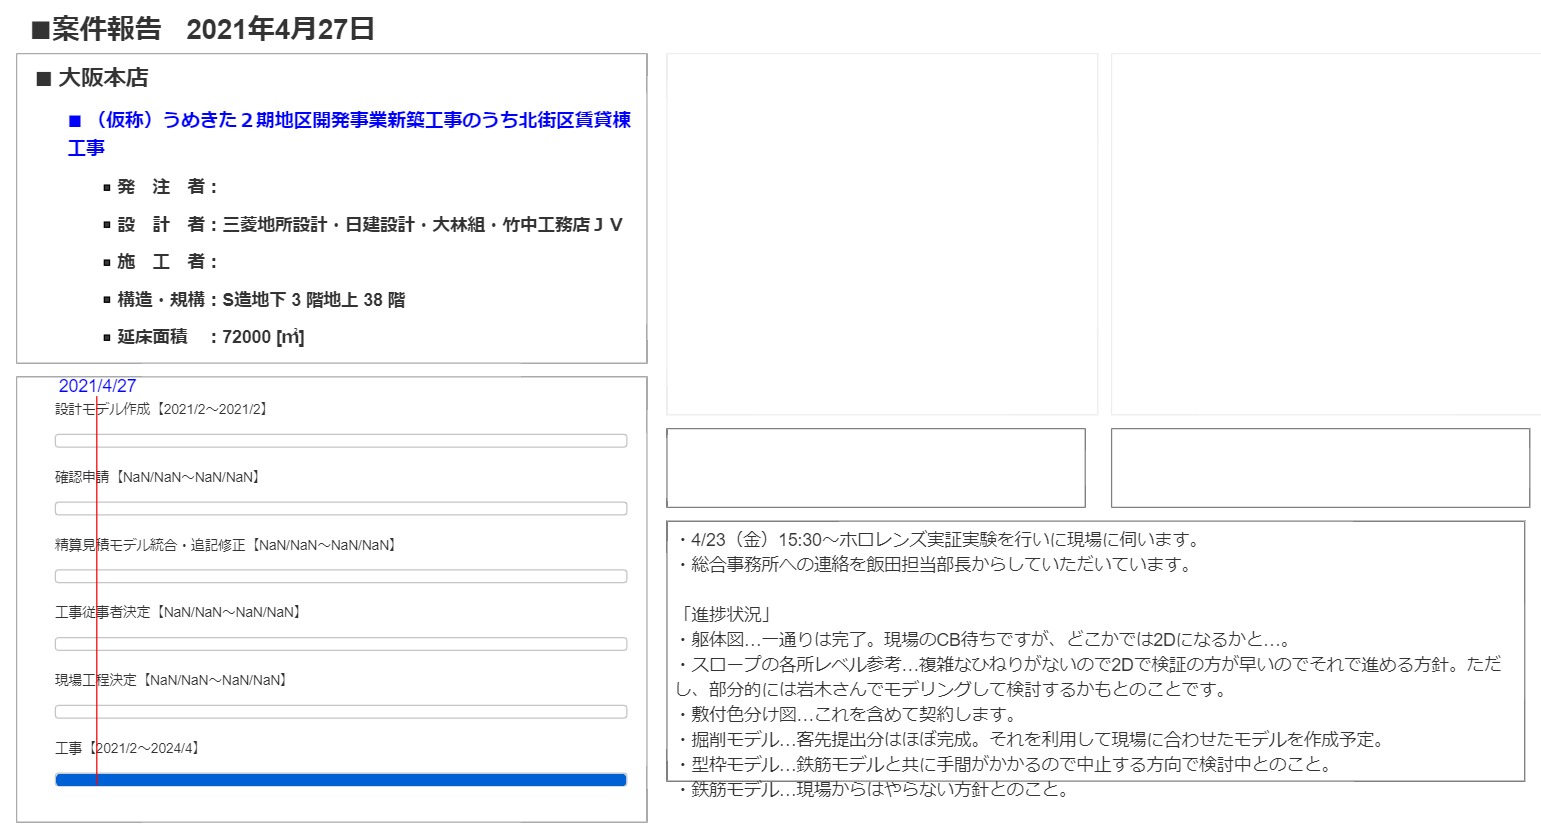 ■案件報告 2021年4月27日
■ 大阪本店
■ （仮称）うめきた２期地区開発事業新築工事のうち北街区賃貸棟
工事
▪ 発　注　者：
▪ 設　計　者：三菱地所設計・日建設計・大林組・竹中工務店ＪＶ
▪ 施　工　者：
▪ 構造・規構：S造地下 3 階地上 38 階
▪ 延床面積　：72000 [㎡]
2021/4/27
設計モデル作成【2021/2～2021/2】
確認申請【NaN/NaN～NaN/NaN】
精算見積モデル統合・追記修正【NaN/NaN～NaN/NaN】
工事従事者決定【NaN/NaN～NaN/NaN】
現場工程決定【NaN/NaN～NaN/NaN】
工事【2021/2～2024/4】
・4/23（金）15:30～ホロレンズ実証実験を行いに現場に伺います。
・総合事務所への連絡を飯田担当部長からしていただいています。
「進捗状況」
・躯体図…一通りは完了。現場のCB待ちですが、どこかでは2Dになるかと…。
・スロープの各所レベル参考…複雑なひねりがないので2Dで検証の方が早いのでそれで進める方針。ただ
し、部分的には岩木さんでモデリングして検討するかもとのことです。
・敷付色分け図…これを含めて契約します。
・掘削モデル…客先提出分はほぼ完成。それを利用して現場に合わせたモデルを作成予定。
・型枠モデル…鉄筋モデルと共に手間がかかるので中止する方向で検討中とのこと。
・鉄筋モデル…現場からはやらない方針とのこと。